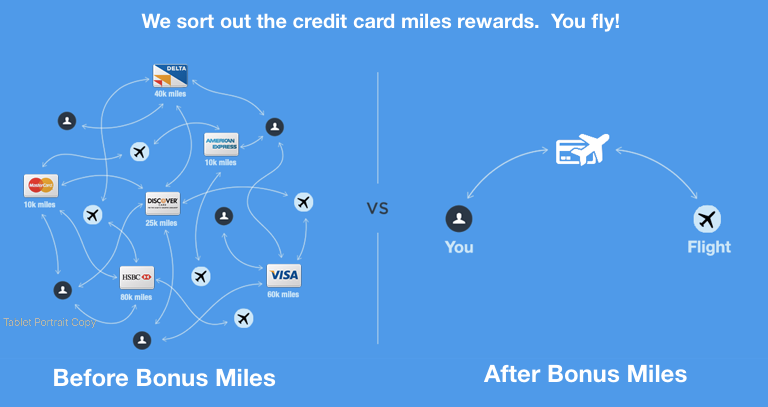 We sort out the credit card miles rewards.  You fly!
DELTA
40k miles
AMERICAN
EXPRESS
10k miles
MasterCard
10k miles
DISCOVER
25k miles
VS
You
Flight
HSBC
80k miles
VISA
60k miles
Tablet Portrait Copy
Before Bonus Miles
After Bonus Miles